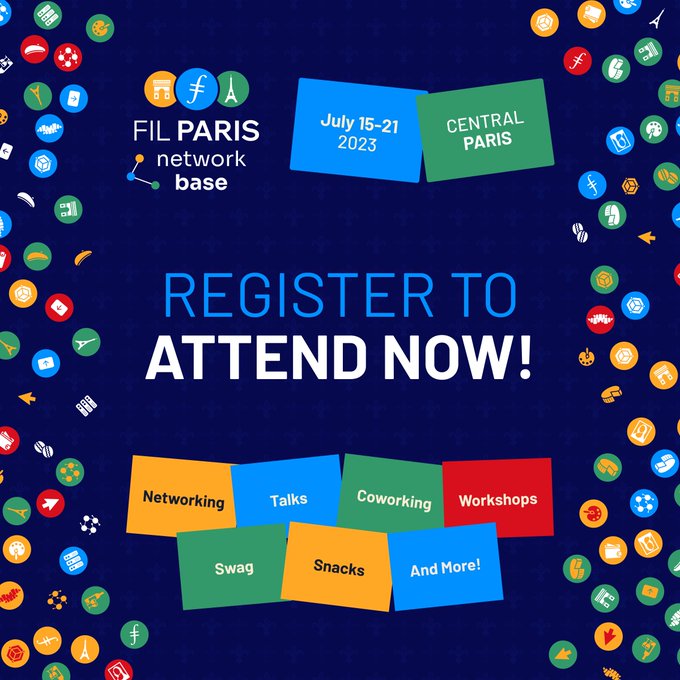 FIL PARIS
network
base
July 15-21
2023
CENTRAL
PARIS
REGISTER TO
ATTEND NOW!
Networking
Talks
Coworking
Workshops
Swag
Snacks
And More!